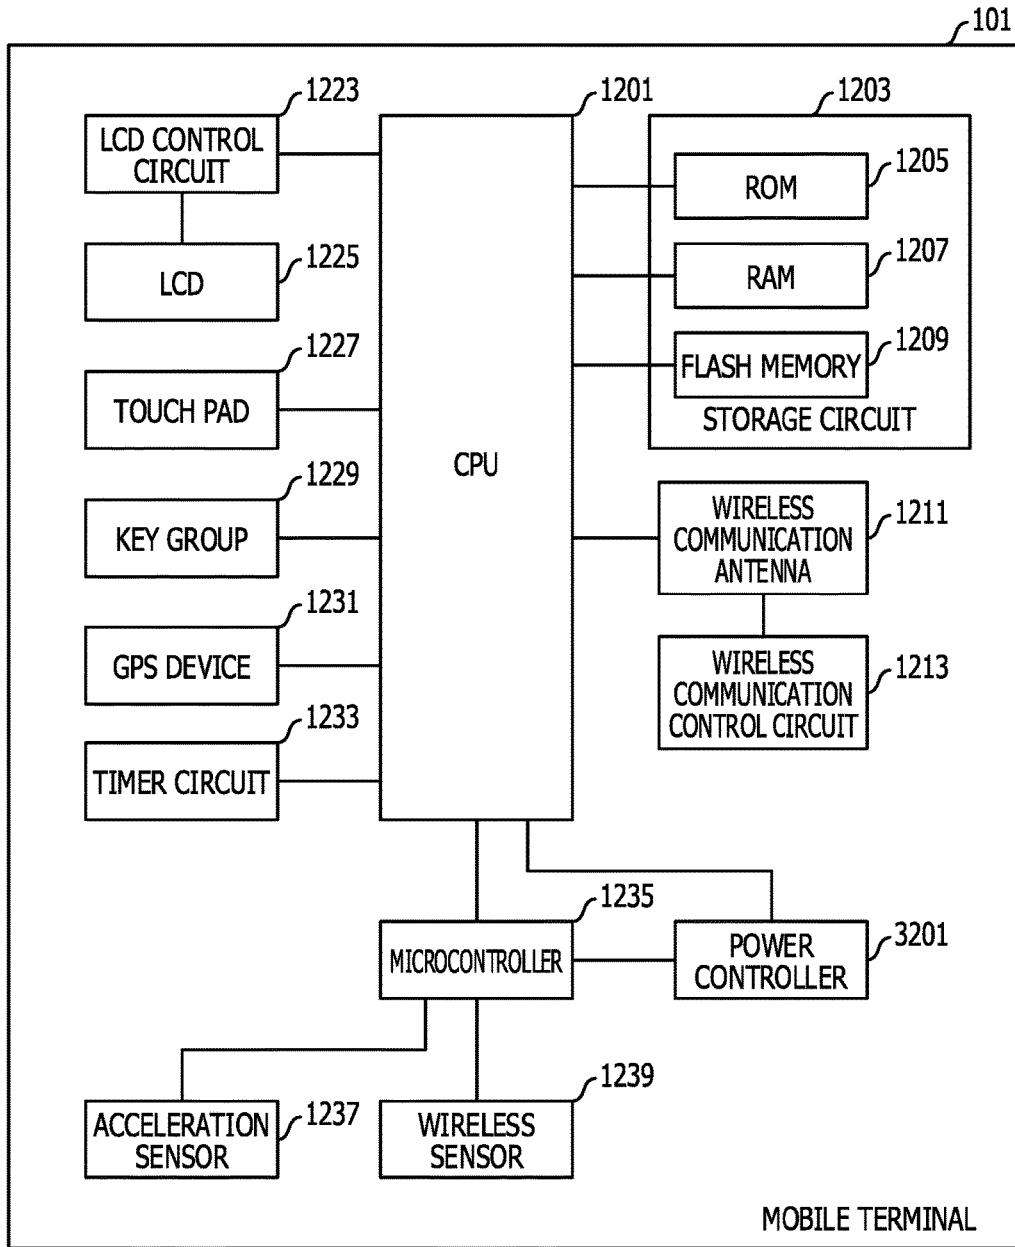 101
1223
1201
1203
LCD CONTROL
CIRCUIT
ROM
1205
LCD
1225
RAM
1207
1227
FLASH MEMORY
1209
TOUCH PAD
STORAGE CIRCUIT
CPU
1229
KEY GROUP
WIRELESS
COMMUNICATION
ANTENNA
1211
1231
GPS DEVICE
WIRELESS
COMMUNICATION
CONTROL CIRCUIT
1213
1233
TIMER CIRCUIT
1235
MICROCONTROLLER
POWER
CONTROLLER
3201
ACCELERATION
SENSOR
1237
WIRELESS
SENSOR
1239
MOBILE TERMINAL